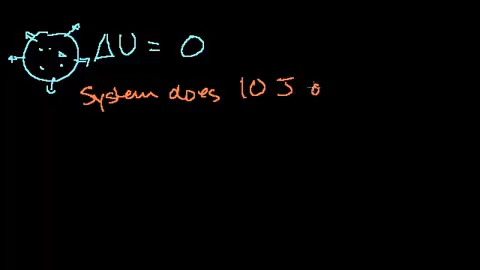 ΔU = 0
System does 10 J o